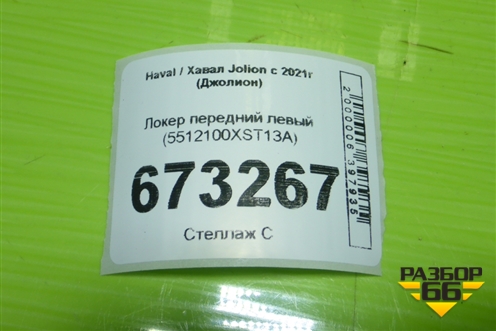 Haval / Хавал Jolion с 2021г
(Джолион)
Локер передний левый
(5512100XST13A)
673267
Стеллаж С
2000006397935
РАЗБОР
66